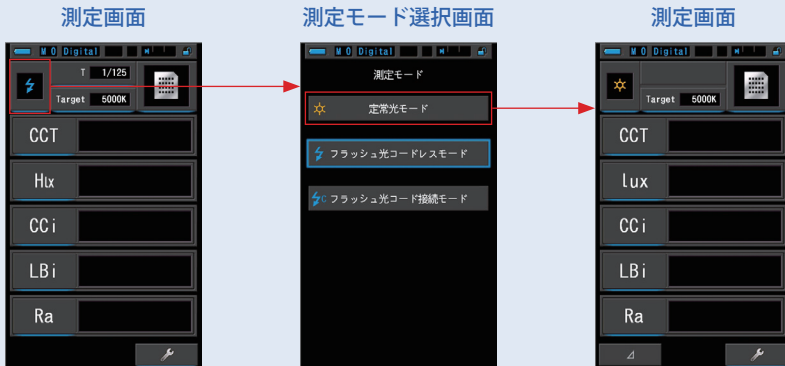 測定画面
M 0 Digital
T 1/125
Target 5000K
CCT
Hlx
CCi
LBi
Ra
測定モード選択画面
M 0 Digital
測定モード
定常光モード
フラッシュ光コードレスモード
C フラッシュ光コード接続モード
測定画面
M 0 Digital
Target 5000K
CCT
lux
CCi
LBi
Ra